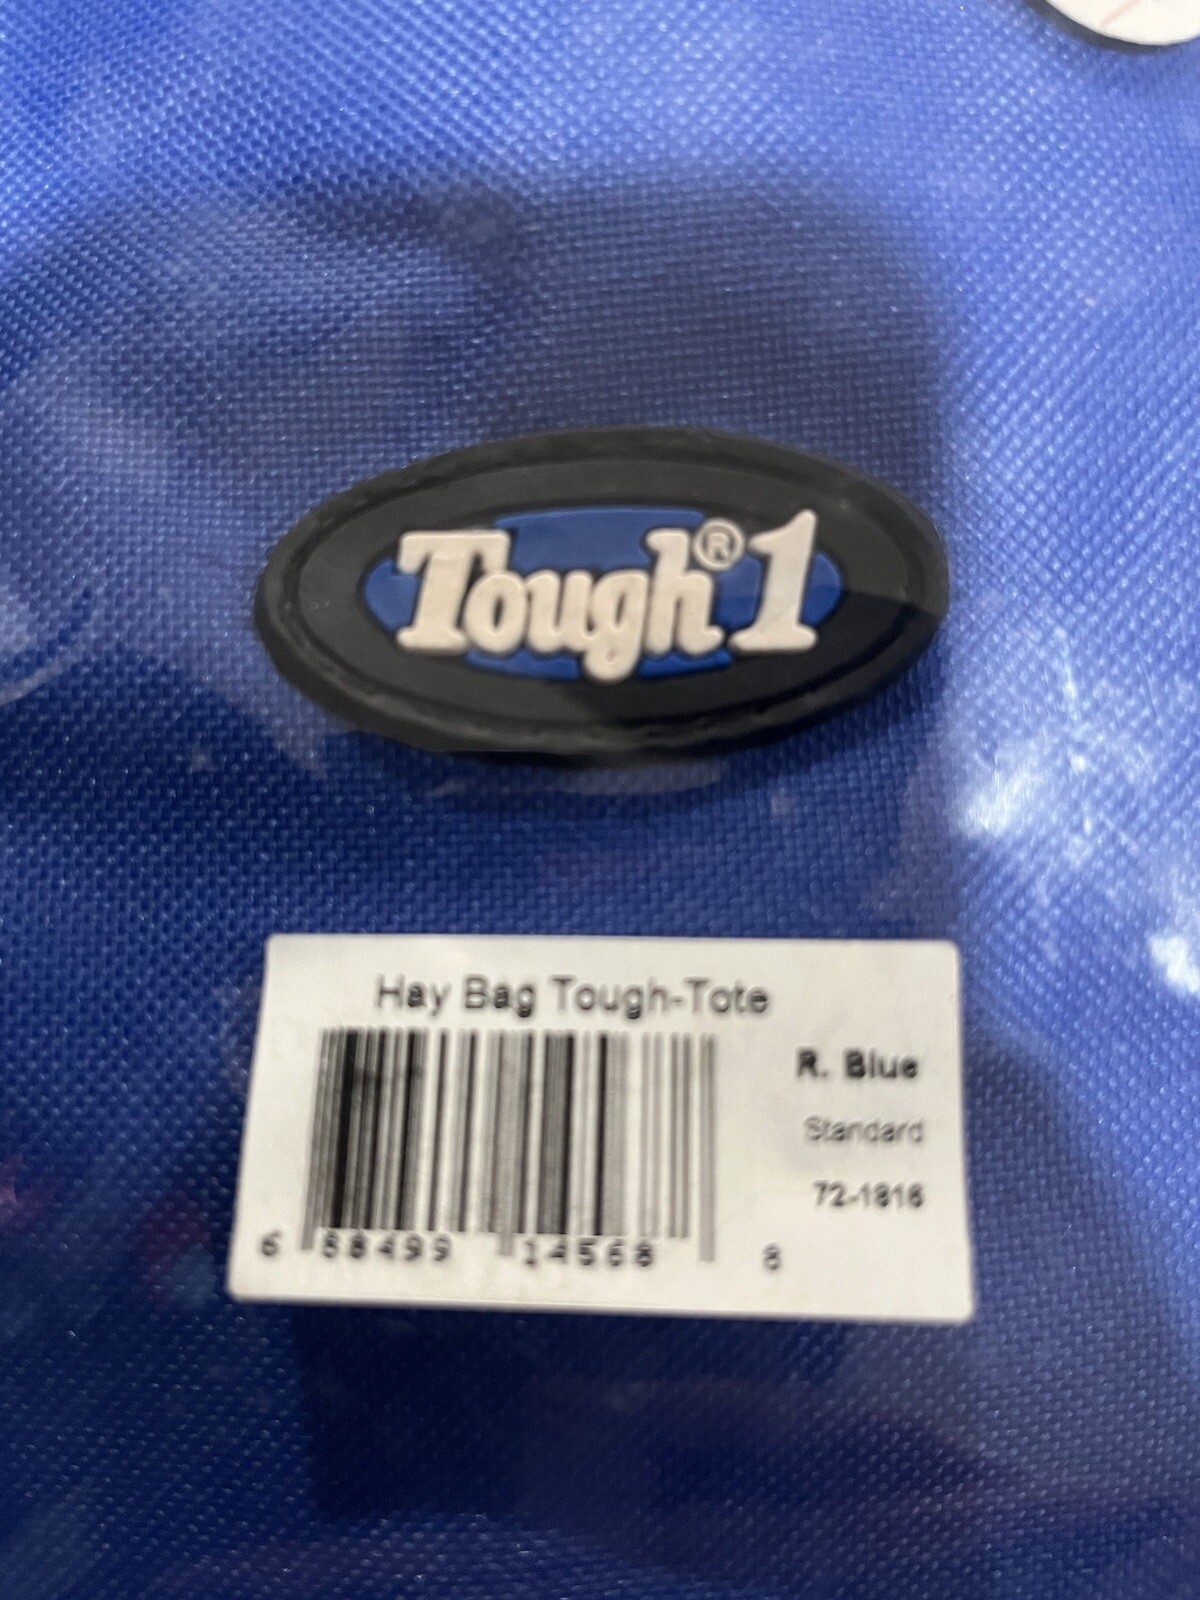 Tough®1
Hay Bag Tough-Tote
R. Blue
Standard
72-1816
6 88499 14568 8